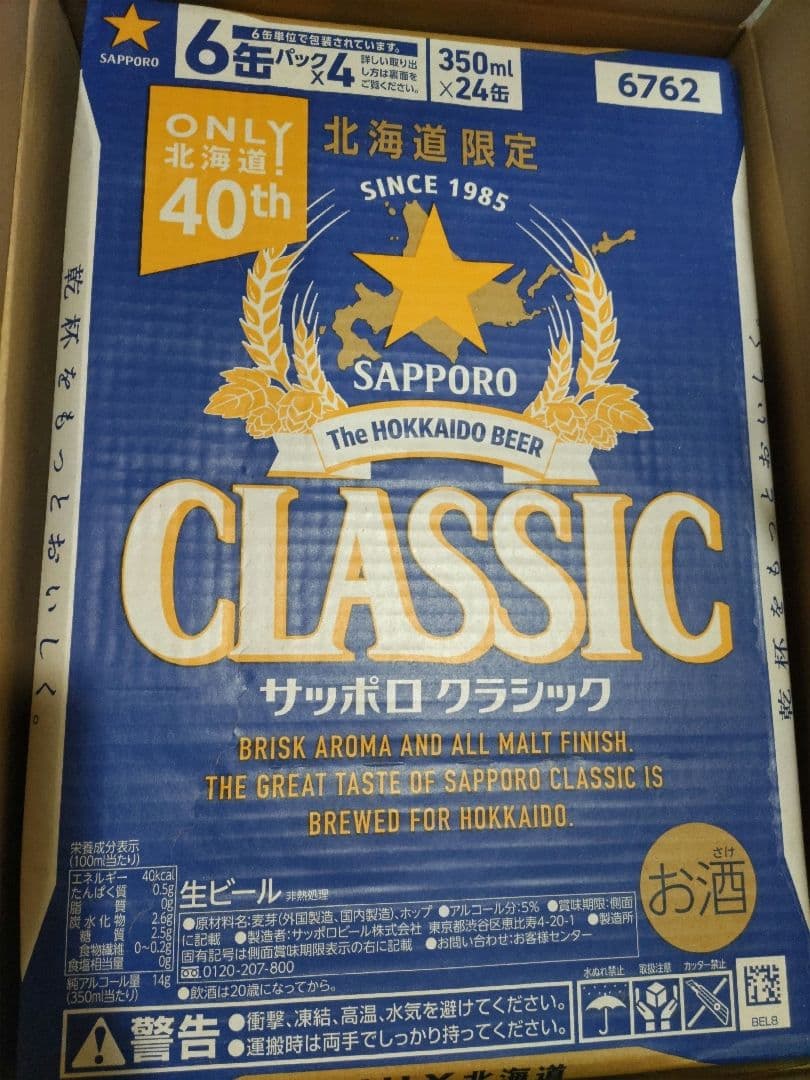 SAPPORO
6缶単位で包装されています。
6缶パック×4
詳しい取り出
し方は裏面を
ご覧ください。
350ml
×24缶
6762
ONLY
北海道!
40th
北海道 限定
SINCE 1985
SAPPORO
The HOKKAIDO BEER
CLASSIC
サッポロ クラシック
BRISK AROMA AND ALL MALT FINISH.
THE GREAT TASTE OF SAPPORO CLASSIC IS
BREWED FOR HOKKAIDO.
乾杯をもっとおいしく。
乾杯をもっとおいしく。
さけ
お酒
栄養成分表示
(100ml当たり)
エネルギー 40kcal
たんぱく質 0.5g
脂質 0g
炭水化物 2.6g
糖質 2.5g
食物繊維 0~0.2g
食塩相当量 0g
純アルコール量 14g
(350ml当たり)
生ビール 非熱処理
●原材料名:麦芽(外国製造、国内製造)、ホップ ●アルコール分:5% ●賞味期限:側面
に記載 ●製造者:サッポロビール株式会社 東京都渋谷区恵比寿4-20-1 ●製造所
固有記号は側面賞味期限表示の右に記載 ●お問い合わせ:お客様センター
0120-207-800
●飲酒は20歳になってから。
水ぬれ禁止 取扱注意 カッター禁止
BEL8
警告
●衝撃、凍結、高温、水気を避けてください。
●運搬時は両手でしっかり持ってください。
北海道